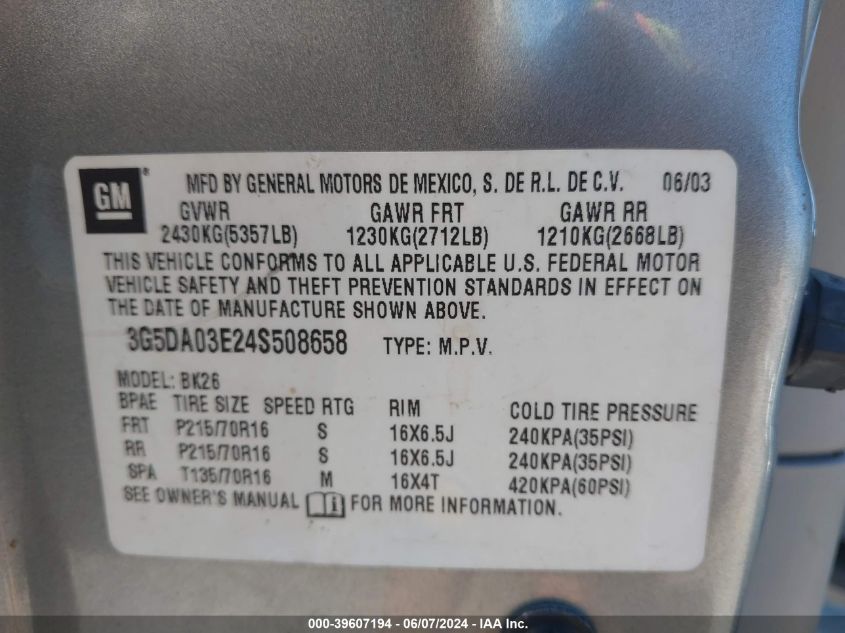 GM ® MFD BY GENERAL MOTORS DE MEXICO, S. DE R.L. DE C.V. 06/03
GVWR GAWR FRT GAWR RR
2430KG(5357LB) 1230KG(2712LB) 1210KG(2668LB)
THIS VEHICLE CONFORMS TO ALL APPLICABLE U.S. FEDERAL MOTOR
VEHICLE SAFETY AND THEFT PREVENTION STANDARDS IN EFFECT ON
THE DATE OF MANUFACTURE SHOWN ABOVE.
3G5DA03E24S508658 TYPE: M.P.V.
MODEL: BK26
BPAE TIRE SIZE SPEED RTG RIM COLD TIRE PRESSURE
FRT P215/70R16 S 16X6.5J 240KPA(35PSI)
RR P215/70R16 S 16X6.5J 240KPA(35PSI)
SPA T135/70R16 M 16X4T 420KPA(60PSI)
SEE OWNER'S MANUAL i FOR MORE INFORMATION.
000-39607194 - 06/07/2024 - IAA Inc.